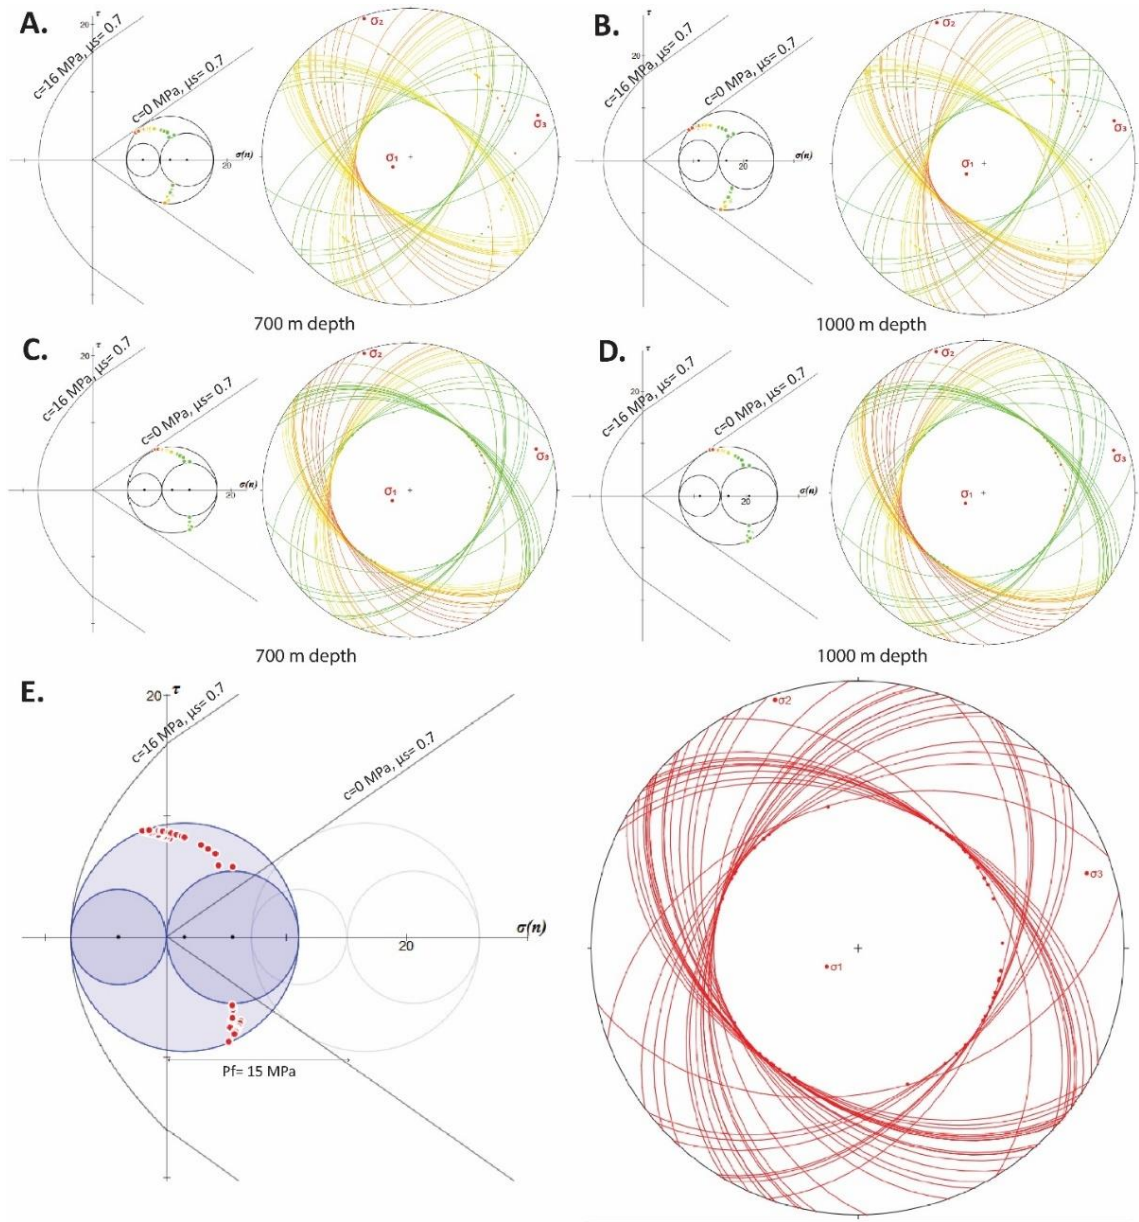 A.
τ
20
c=16 MPa, µs= 0.7
c=0 MPa, µs= 0.7
σ(n)
20
σ₂
σ₃
σ₁
700 m depth
B.
τ
20
c=16 MPa, µs= 0.7
c=0 MPa, µs= 0.7
σ(n)
20
σ₂
σ₃
σ₁
1000 m depth
C.
τ
20
c=16 MPa, µs= 0.7
c=0 MPa, µs= 0.7
σ(n)
20
σ₂
σ₃
σ₁
700 m depth
D.
τ
20
c=16 MPa, µs= 0.7
c=0 MPa, µs= 0.7
σ(n)
20
σ₂
σ₃
σ₁
1000 m depth
E.
20 τ
c=16 MPa, µs= 0.7
c=0 MPa, µs= 0.7
σ(n)
20
Pf= 15 MPa
σ2
σ3
σ1